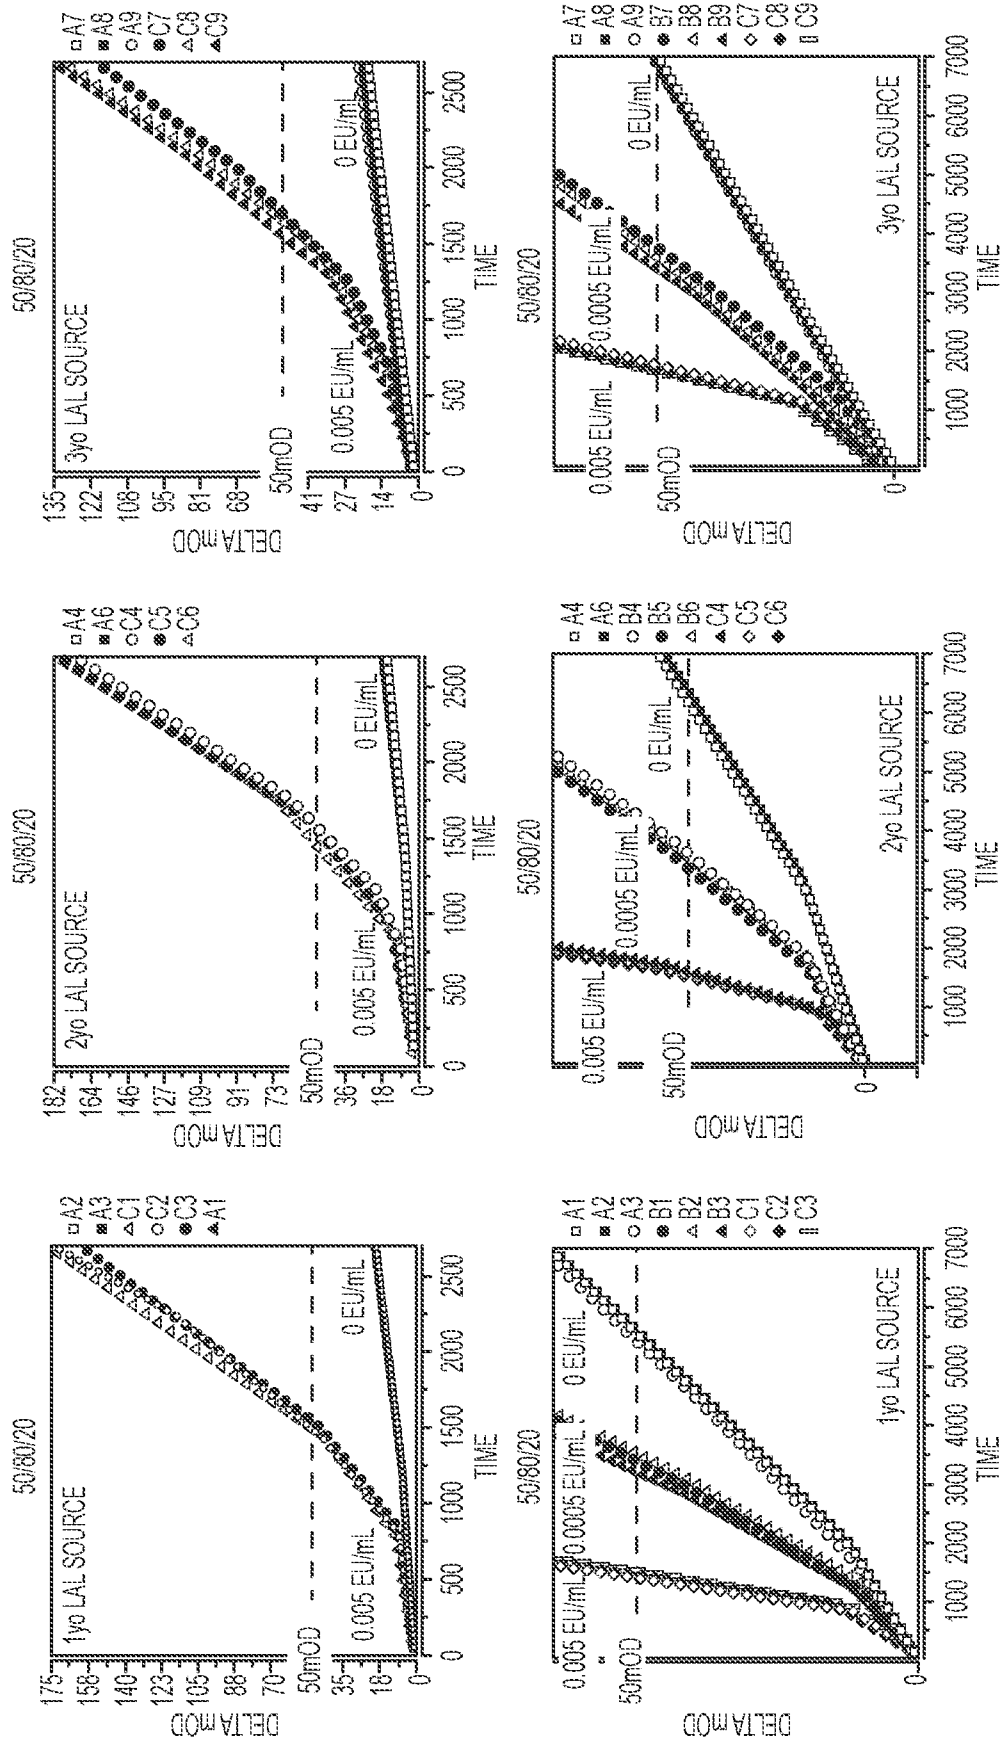 50/80/20
1yo LAL SOURCE
175
158
140
123
105
88
70
50mOD
35
18
0
DELTA mOD
0.005 EU/mL
0 EU/mL
0 500 1000 1500 2000 2500
TIME
□ A2
■ A3
△ C1
○ C2
● C3
▲ A1
50/80/20
2yo LAL SOURCE
182
164
146
127
109
91
73
50mOD
36
18
0
DELTA mOD
0.005 EU/mL
0 EU/mL
0 500 1000 1500 2000 2500
TIME
□ A4
■ A6
○ C4
● C5
△ C6
50/80/20
3yo LAL SOURCE
135
122
108
95
81
68
50mOD
41
27
14
0
DELTA mOD
0.005 EU/mL
0 EU/mL
0 500 1000 1500 2000 2500
TIME
□ A7
■ A8
○ A9
● C7
△ C8
▲ C9
50/80/20
0.005 EU/mL 0.0005 EU/mL 0 EU/mL
50mOD
0
DELTA mOD
1yo LAL SOURCE
1000 2000 3000 4000 5000 6000 7000
TIME
□ A1
■ A2
○ A3
● B1
△ B2
▲ B3
◇ C1
◆ C2
▯ C3
50/80/20
0.005 EU/mL 0.0005 EU/mL 0 EU/mL
50mOD
0
DELTA mOD
2yo LAL SOURCE
1000 2000 3000 4000 5000 6000 7000
TIME
□ A4
■ A6
○ B4
● B5
△ B6
▲ C4
◇ C5
◆ C6
50/80/20
0.005 EU/mL 0.0005 EU/mL 0 EU/mL
50mOD
0
DELTA mOD
3yo LAL SOURCE
1000 2000 3000 4000 5000 6000 7000
TIME
□ A7
■ A8
○ A9
● B7
△ B8
▲ B9
◇ C7
◆ C8
▯ C9